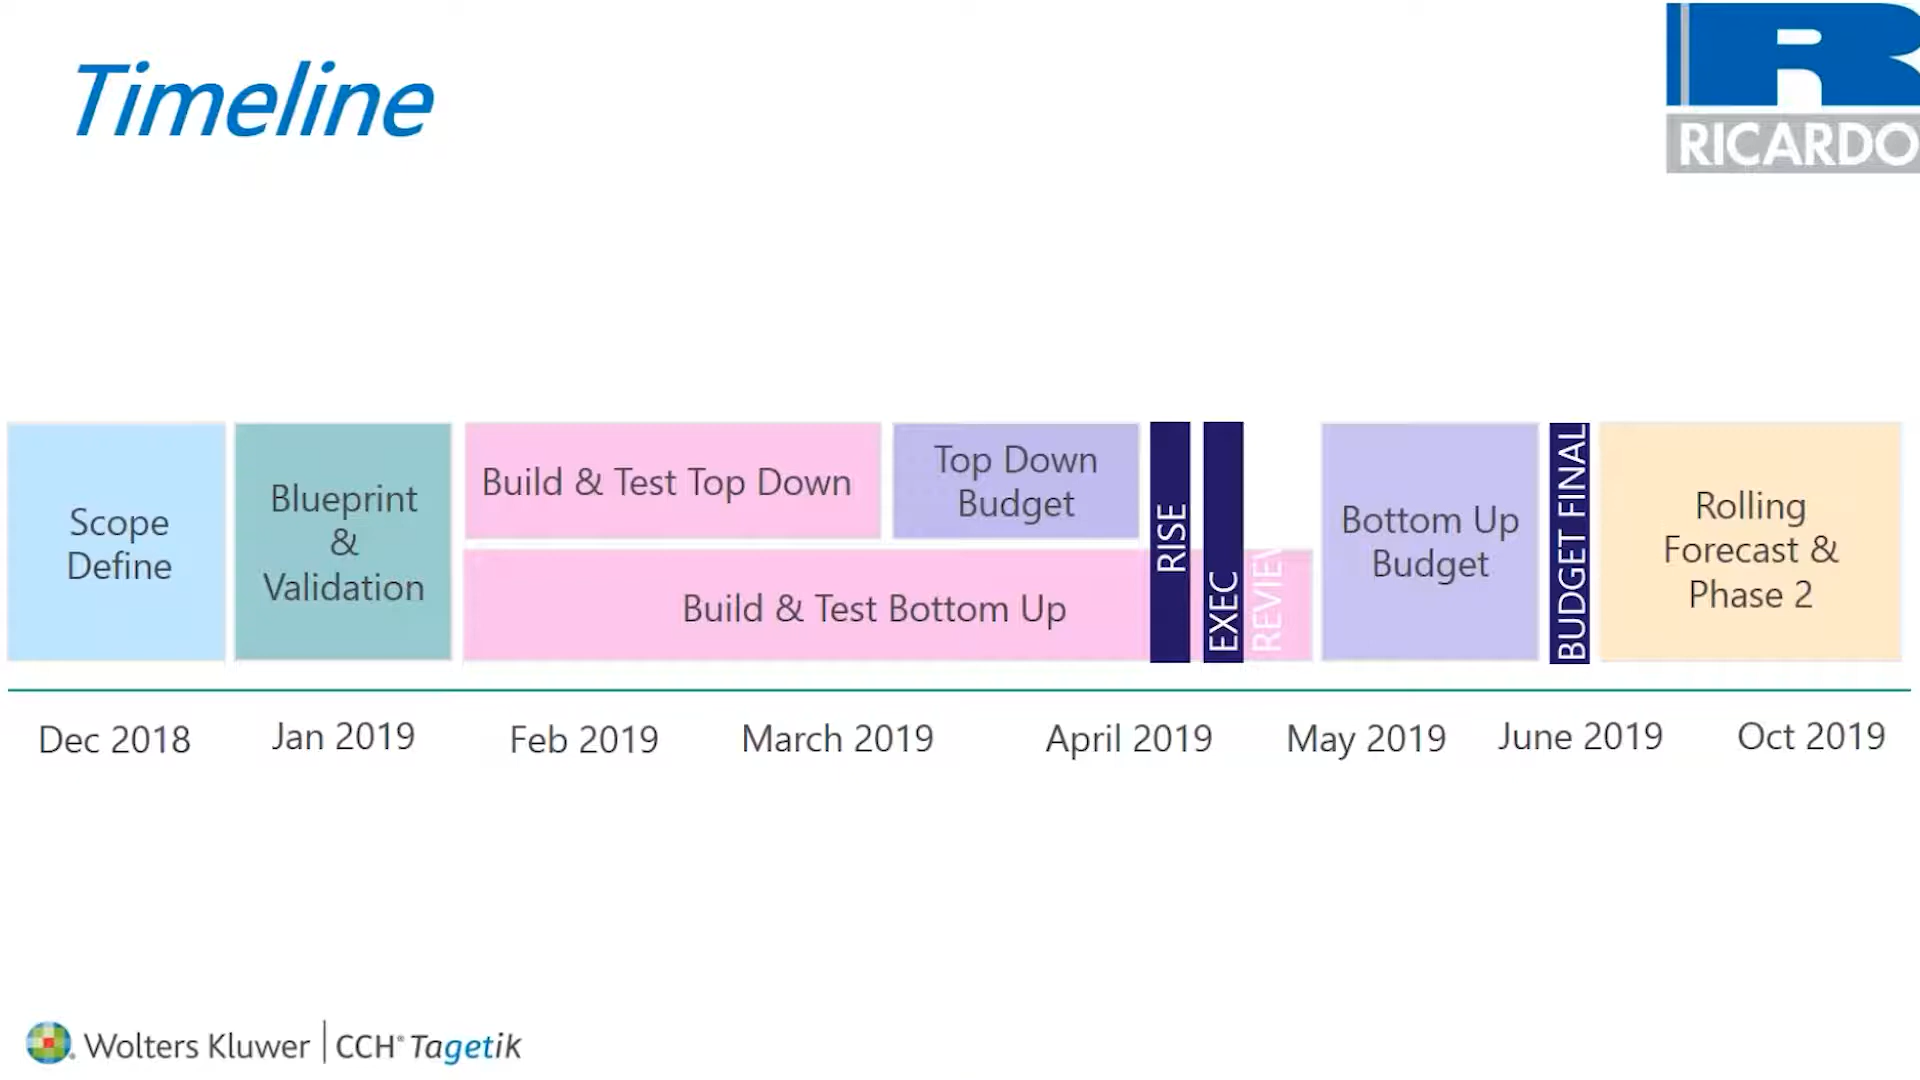 Timeline
RICARDO
Scope
Define
Blueprint
&
Validation
Build & Test Top Down
Top Down
Budget
Build & Test Bottom Up
RISE
EXEC
REVIEW
Bottom Up
Budget
BUDGET FINAL
Rolling
Forecast &
Phase 2
Dec 2018
Jan 2019
Feb 2019
March 2019
April 2019
May 2019
June 2019
Oct 2019
Wolters Kluwer | CCH® Tagetik